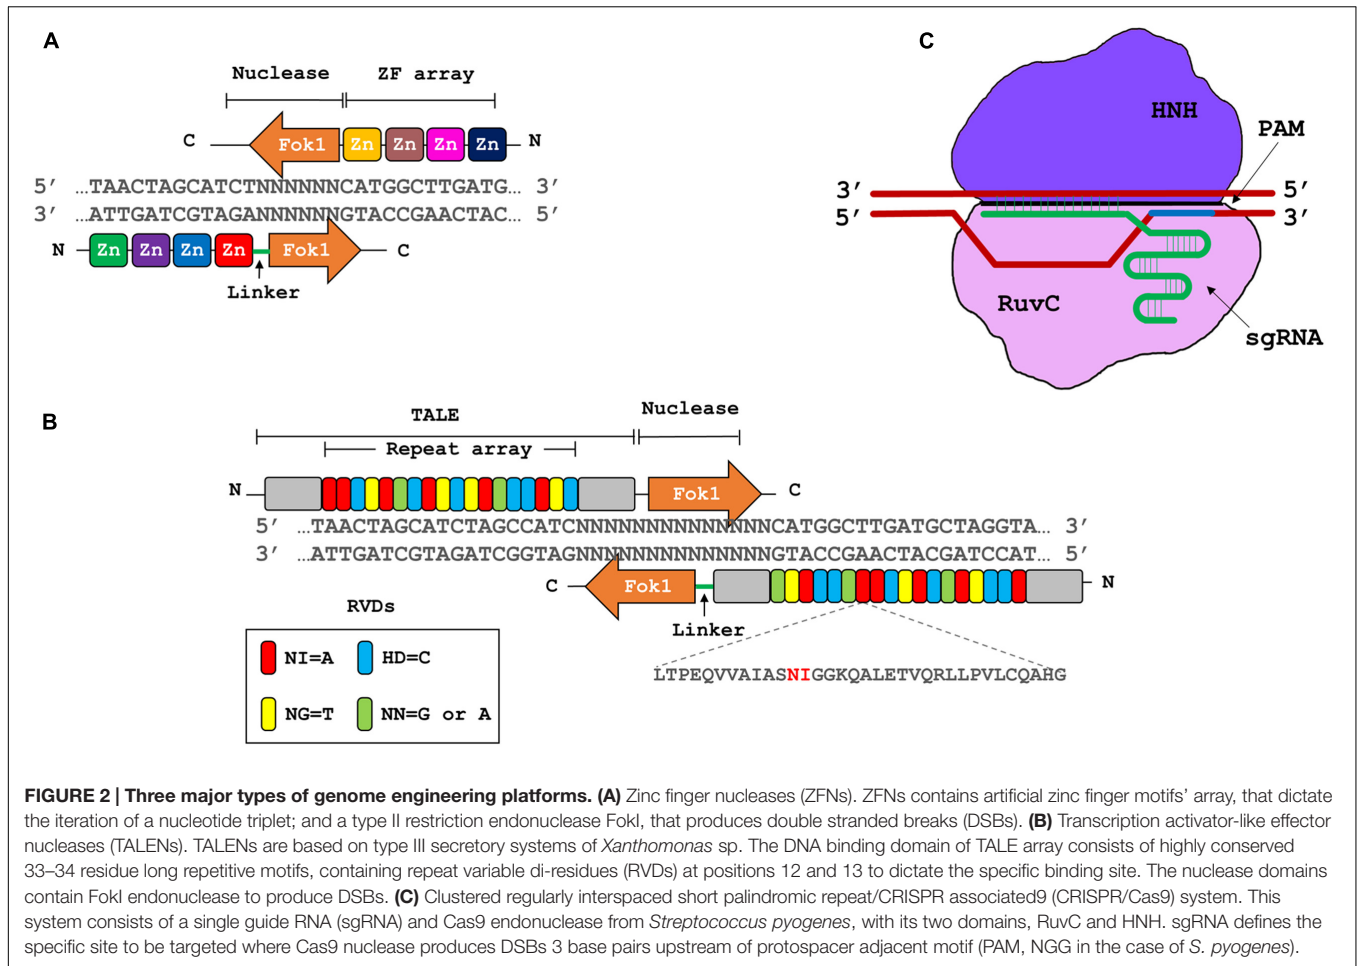 A
Nuclease ZF array
C Fok1 Zn Zn Zn Zn N
5′ ...TAACTAGCATCTNNNNNNCATGGCTTGATG... 3′
3′ ...ATTGATCGTAGANNNNNNGTACCGAACTAC... 5′
N Zn Zn Zn Zn Fok1 C
Linker
C
HNH
PAM
3′ 5′
5′ 3′
RuvC
sgRNA
B
TALE Nuclease
Repeat array
N Fok1 C
5′ ...TAACTAGCATCTAGCCATCNNNNNNNNNNNNNNCATGGCTTGATGCTAGGTA... 3′
3′ ...ATTGATCGTAGATCGGTAGNNNNNNNNNNNNNNGTACCGAACTACGATCCAT... 5′
C Fok1 N
Linker
RVDs
NI=A HD=C
NG=T NN=G or A
LTPEQVVAIASNIGGKQALETVQRLLPVLCQAHG
FIGURE 2 | Three major types of genome engineering platforms. (A) Zinc finger nucleases (ZFNs). ZFNs contains artificial zinc finger motifs' array, that dictate
the iteration of a nucleotide triplet; and a type II restriction endonuclease FokI, that produces double stranded breaks (DSBs). (B) Transcription activator-like effector
nucleases (TALENs). TALENs are based on type III secretory systems of Xanthomonas sp. The DNA binding domain of TALE array consists of highly conserved
33–34 residue long repetitive motifs, containing repeat variable di-residues (RVDs) at positions 12 and 13 to dictate the specific binding site. The nuclease domains
contain FokI endonuclease to produce DSBs. (C) Clustered regularly interspaced short palindromic repeat/CRISPR associated9 (CRISPR/Cas9) system. This
system consists of a single guide RNA (sgRNA) and Cas9 endonuclease from Streptococcus pyogenes, with its two domains, RuvC and HNH. sgRNA defines the
specific site to be targeted where Cas9 nuclease produces DSBs 3 base pairs upstream of protospacer adjacent motif (PAM, NGG in the case of S. pyogenes).